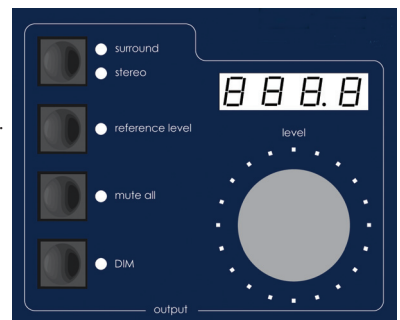 surround
stereo
888.8
reference level
level
mute all
DIM
output